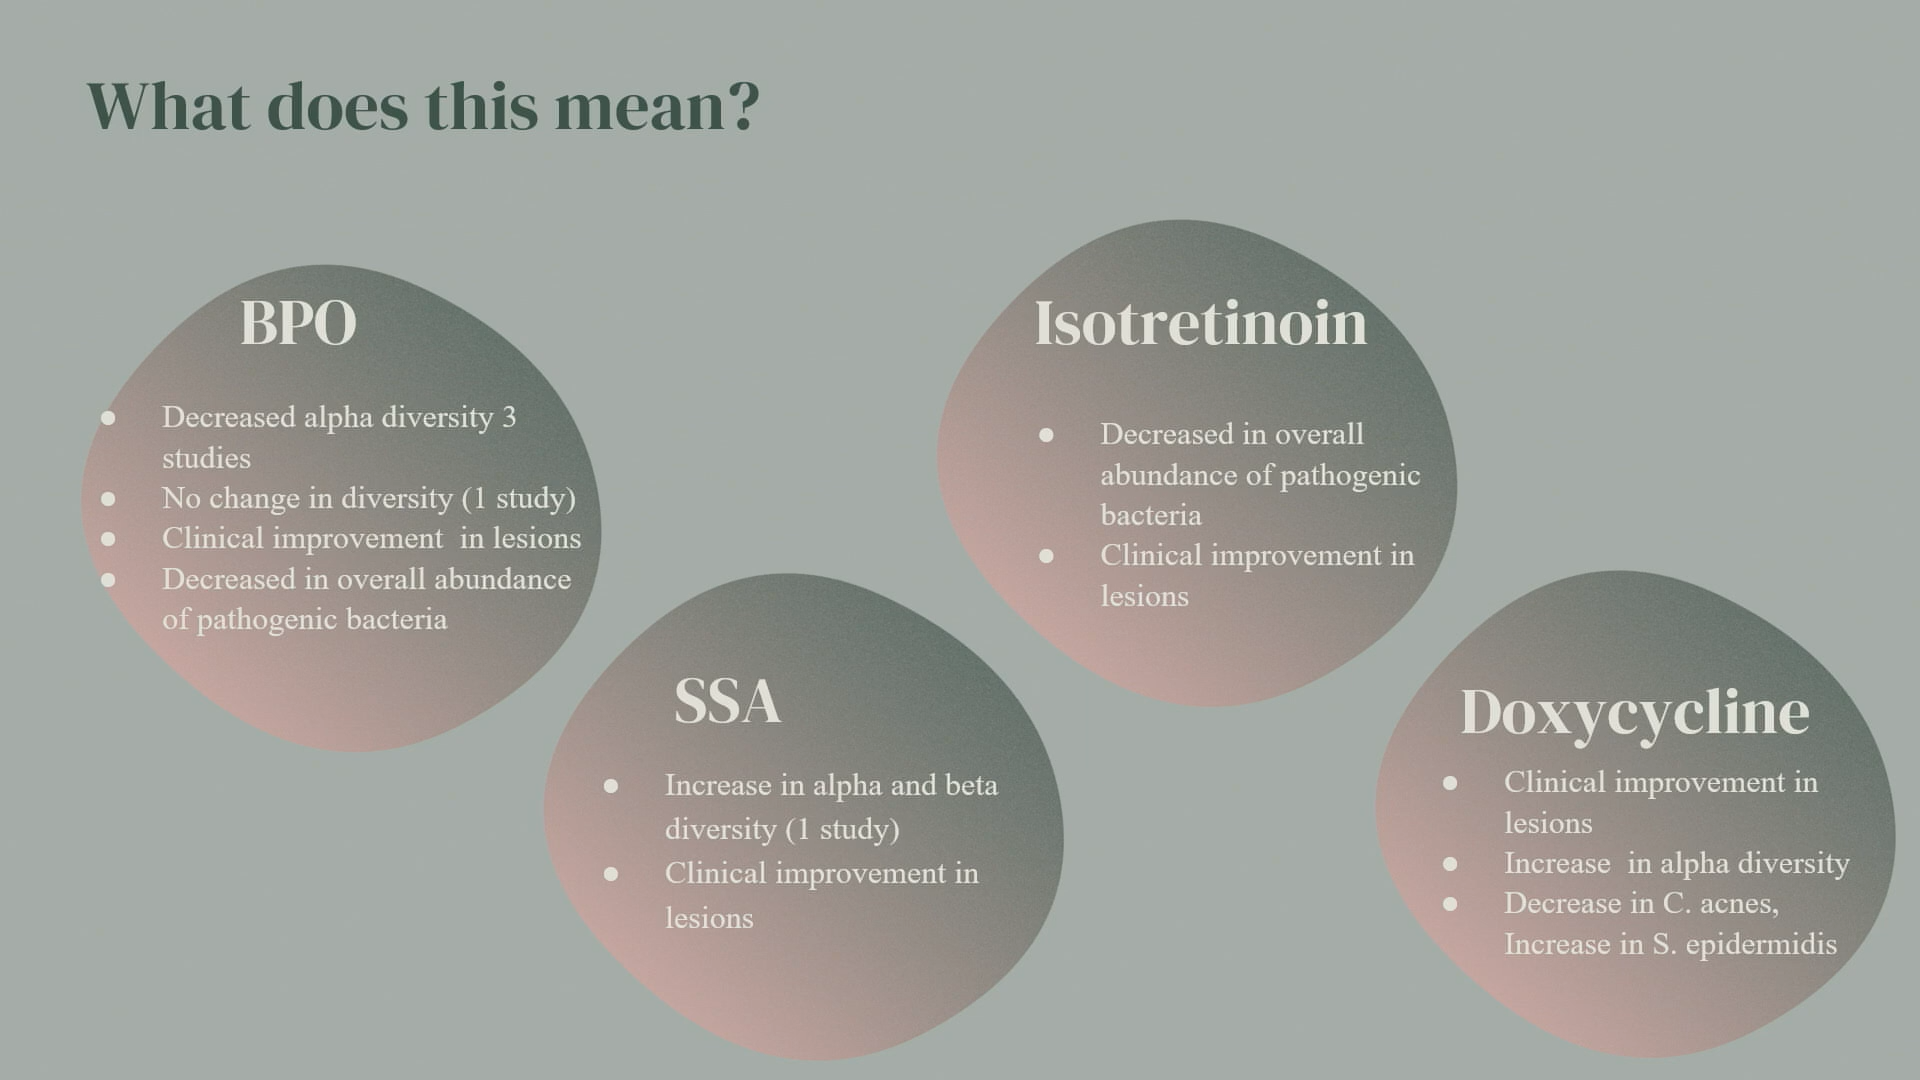 What does this mean?
BPO
● Decreased alpha diversity 3
studies
● No change in diversity (1 study)
● Clinical improvement  in lesions
● Decreased in overall abundance
of pathogenic bacteria
SSA
● Increase in alpha and beta
diversity (1 study)
● Clinical improvement in
lesions
Isotretinoin
● Decreased in overall
abundance of pathogenic
bacteria
● Clinical improvement in
lesions
Doxycycline
● Clinical improvement in
lesions
● Increase  in alpha diversity
● Decrease in C. acnes,
Increase in S. epidermidis